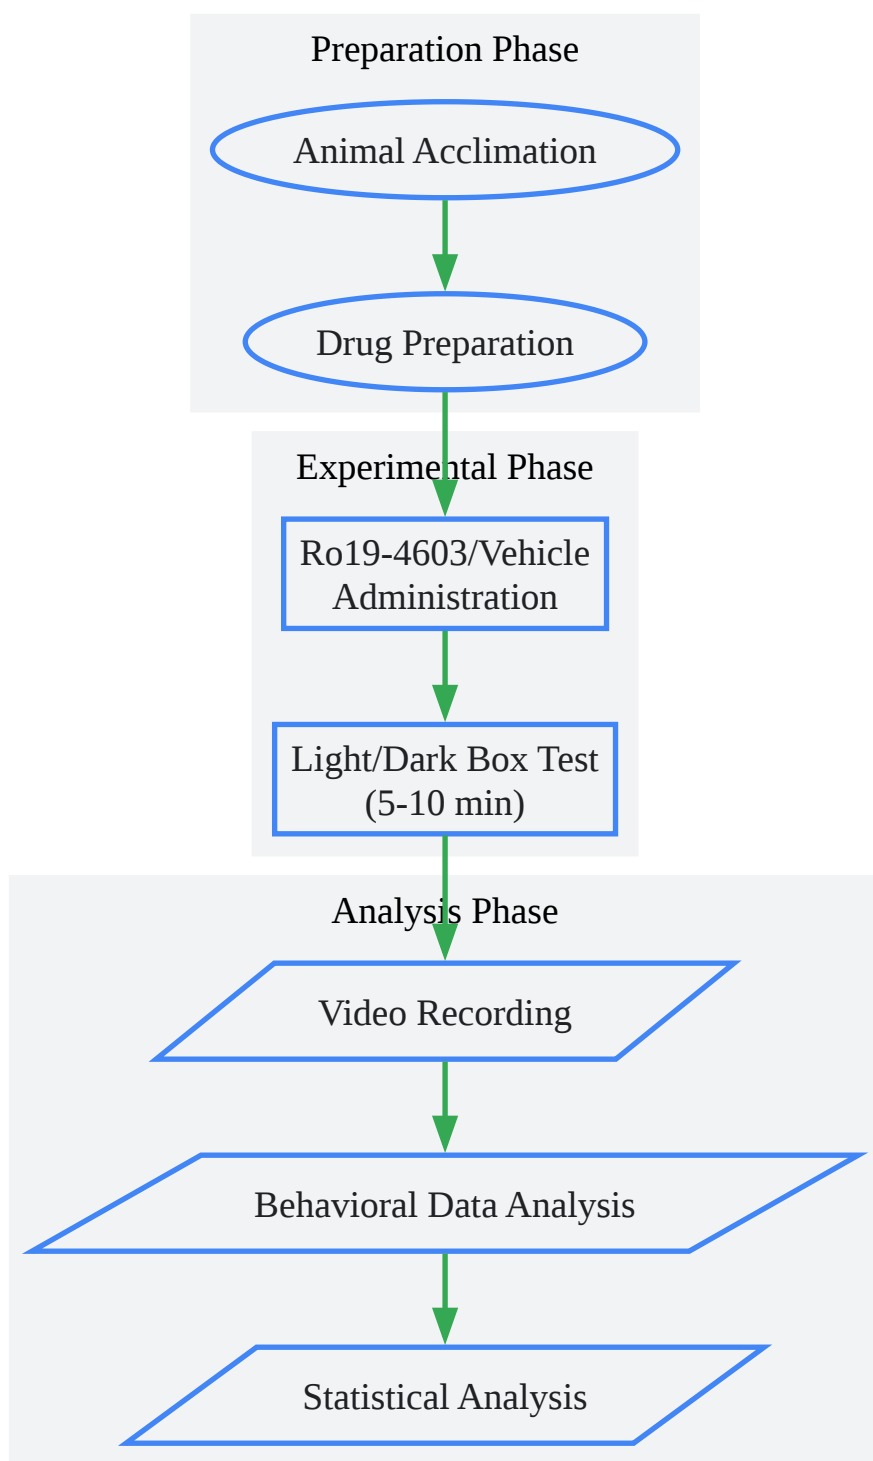 Preparation Phase
Animal Acclimation
Drug Preparation
Experimental Phase
Ro19-4603/Vehicle
Administration
Light/Dark Box Test
(5-10 min)
Analysis Phase
Video Recording
Behavioral Data Analysis
Statistical Analysis